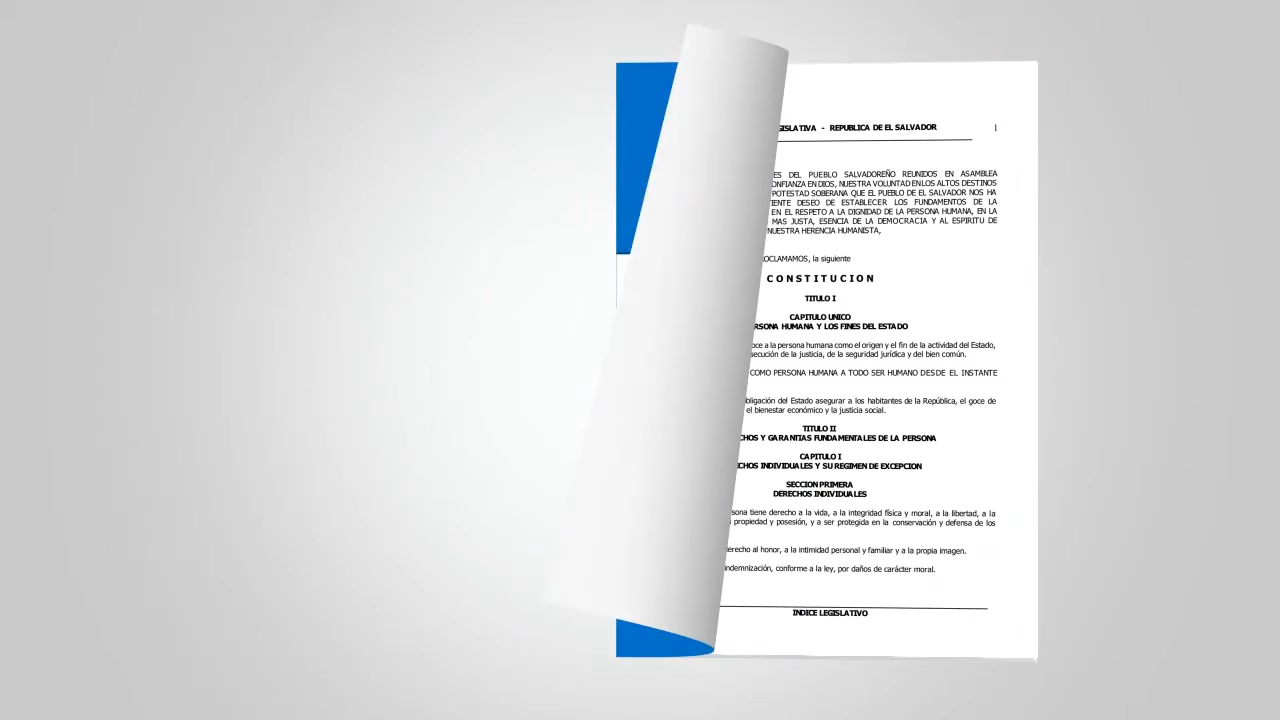 GISLATIVA - REPUBLICA DE EL SALVADOR 1
ES DEL PUEBLO SALVADOREÑO REUNIDOS EN ASAMBLEA
ONFIANZA EN DIOS, NUESTRA VOLUNTAD EN LOS ALTOS DESTINOS
POTESTAD SOBERANA QUE EL PUEBLO DE EL SALVADOR NOS HA
IENTE DESEO DE ESTABLECER LOS FUNDAMENTOS DE LA
EN EL RESPETO A LA DIGNIDAD DE LA PERSONA HUMANA, EN LA
MAS JUSTA, ESENCIA DE LA DEMOCRACIA Y AL ESPIRITU DE
NUESTRA HERENCIA HUMANISTA,
OCLAMAMOS, la siguiente
CONSTITUCION
TITULO I
CAPITULO UNICO
RSONA HUMANA Y LOS FINES DEL ESTADO
oce a la persona humana como el origen y el fin de la actividad del Estado,
secución de la justicia, de la seguridad jurídica y del bien común.
COMO PERSONA HUMANA A TODO SER HUMANO DESDE EL INSTANTE
bligación del Estado asegurar a los habitantes de la República, el goce de
el bienestar económico y la justicia social.
TITULO II
CHOS Y GARANTIAS FUNDAMENTALES DE LA PERSONA
CAPITULO I
ECHOS INDIVIDUALES Y SU REGIMEN DE EXCEPCION
SECCION PRIMERA
DERECHOS INDIVIDUALES
sona tiene derecho a la vida, a la integridad física y moral, a la libertad, a la
propiedad y posesión, y a ser protegida en la conservación y defensa de los
erecho al honor, a la intimidad personal y familiar y a la propia imagen.
indemnización, conforme a la ley, por daños de carácter moral.
INDICE LEGISLATIVO